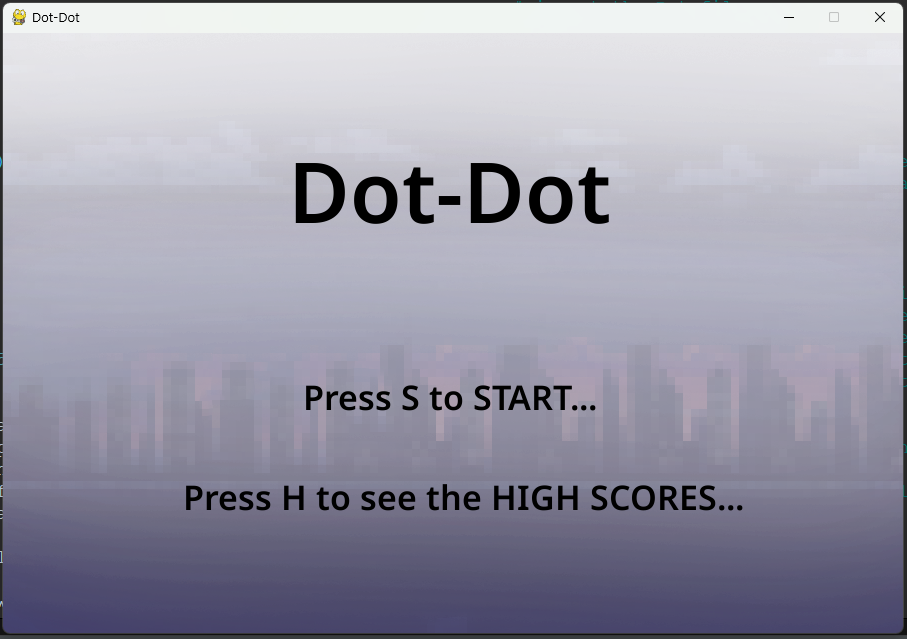 Dot-Dot
Dot-Dot
Press S to START...
Press H to see the HIGH SCORES...